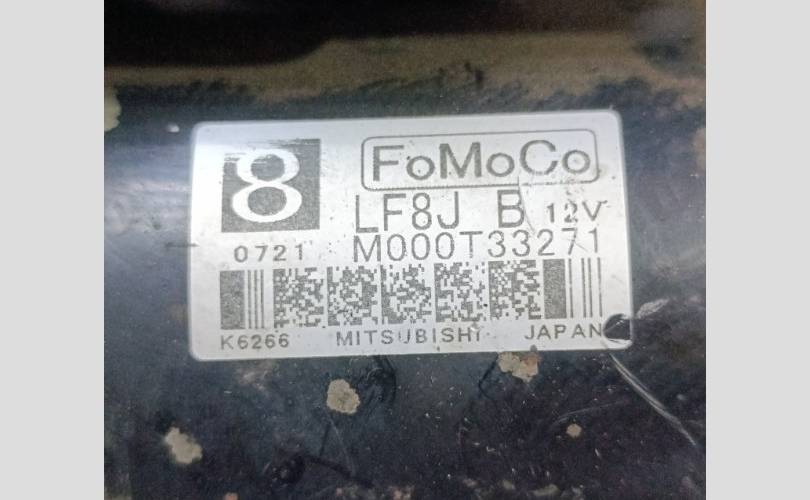 8
FoMoCo
LF8J B 12V
0721 M000T33271
K6266 MITSUBISHI JAPAN